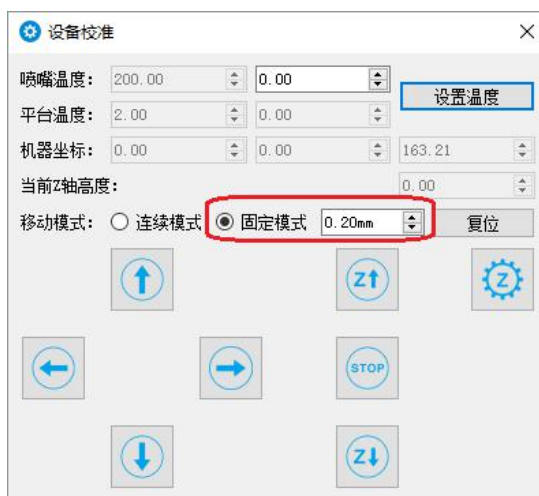 设备校准
喷嘴温度： 200.00 0.00 设置温度
平台温度： 2.00 0.00
机器坐标： 0.00 0.00 163.21
当前Z轴高度： 0.00
移动模式： 连续模式 固定模式 0.20mm 复位
Z Z
STOP
Z